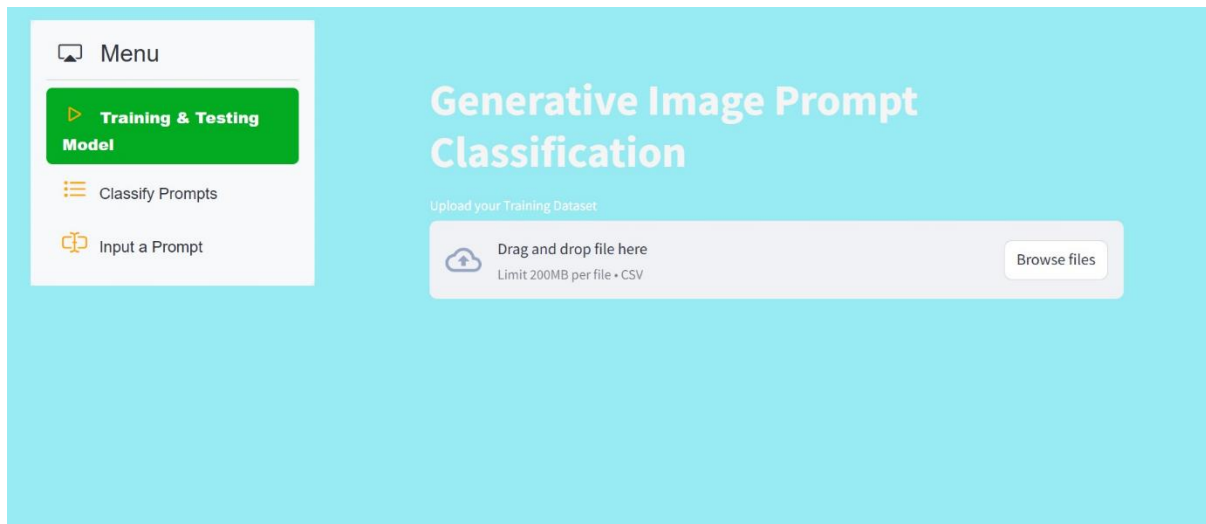 Menu
Training & Testing
Model
Classify Prompts
Input a Prompt
Generative Image Prompt
Classification
Upload your Training Dataset
Drag and drop file here
Limit 200MB per file • CSV
Browse files